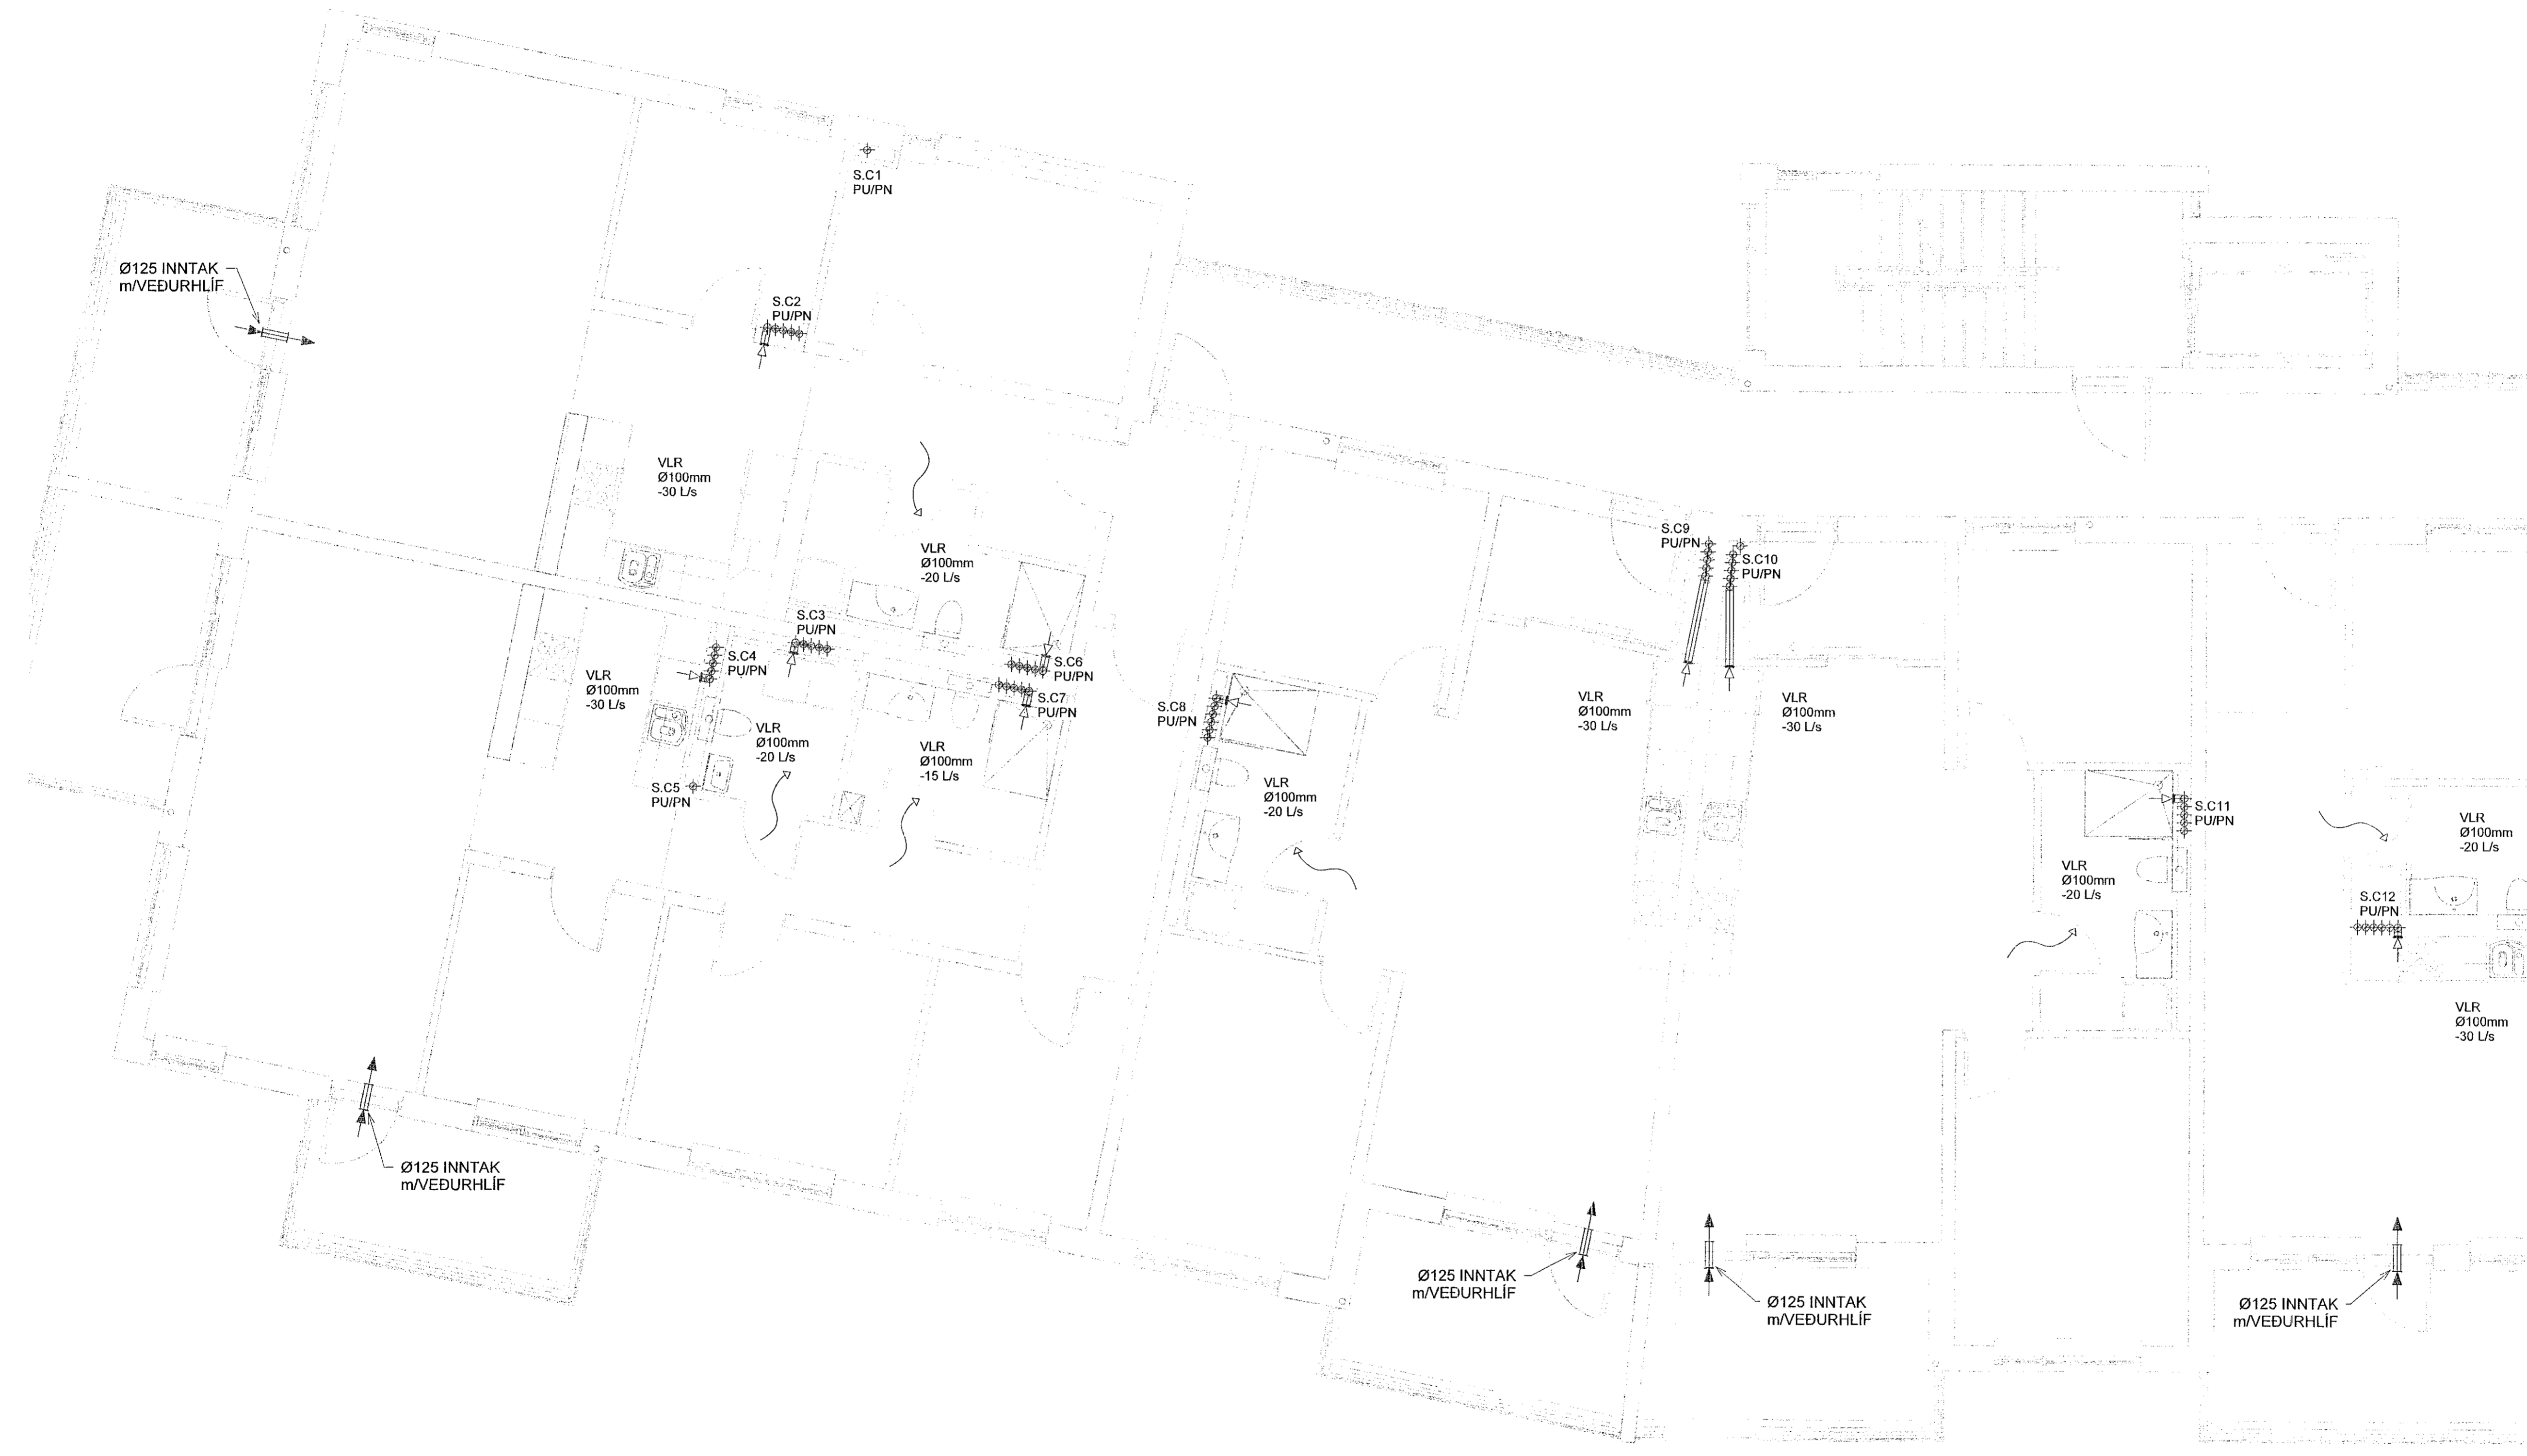 S.C1
PU/PN
Ø125 INNTAK
m/VEÐURHLÍF
S.C2
PU/PN
VLR
Ø100mm
-30 L/s
VLR
Ø100mm
-20 L/s
S.C9
PU/PN
S.C10
PU/PN
S.C3
PU/PN
S.C4
PU/PN
S.C6
PU/PN
VLR
Ø100mm
-30 L/s
S.C7
PU/PN
S.C8
PU/PN
VLR
Ø100mm
-30 L/s
VLR
Ø100mm
-30 L/s
VLR
Ø100mm
-20 L/s
VLR
Ø100mm
-15 L/s
S.C5
PU/PN
VLR
Ø100mm
-20 L/s
S.C11
PU/PN
VLR
Ø100mm
-20 L/s
VLR
Ø100mm
-20 L/s
S.C12
PU/PN
VLR
Ø100mm
-30 L/s
Ø125 INNTAK
m/VEÐURHLÍF
Ø125 INNTAK
m/VEÐURHLÍF
Ø125 INNTAK
m/VEÐURHLÍF
Ø125 INNTAK
m/VEÐURHLÍF